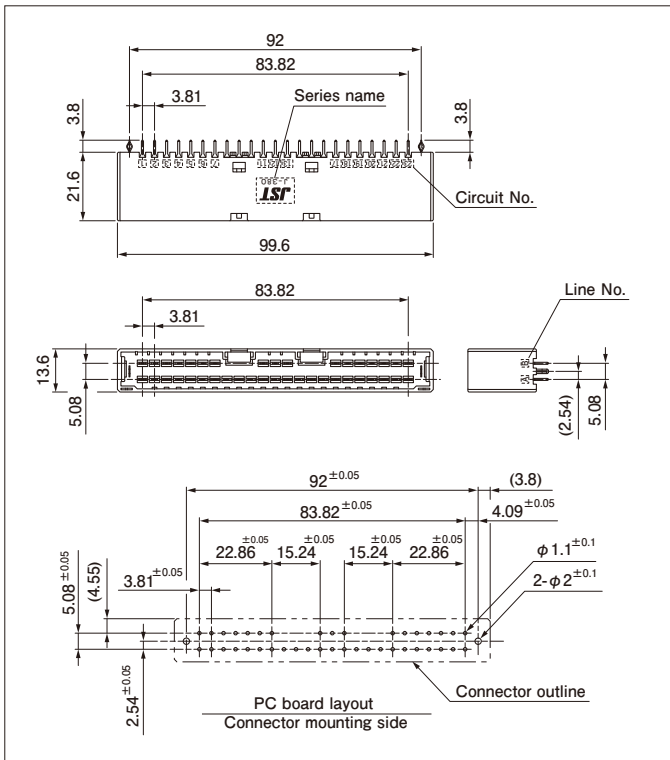 92
83.82
3.81
Series name
3.8
3.8
21.6
J-380
JST
Circuit No.
99.6
83.82
Line No.
3.81
13.6
5.08
(2.54)
5.08
92±0.05
(3.8)
83.82±0.05
4.09±0.05
22.86±0.05
15.24±0.05
15.24±0.05
22.86±0.05
φ1.1±0.1
3.81±0.05
2-φ2±0.1
5.08±0.05
(4.55)
2.54±0.05
PC board layout
Connector mounting side
Connector outline